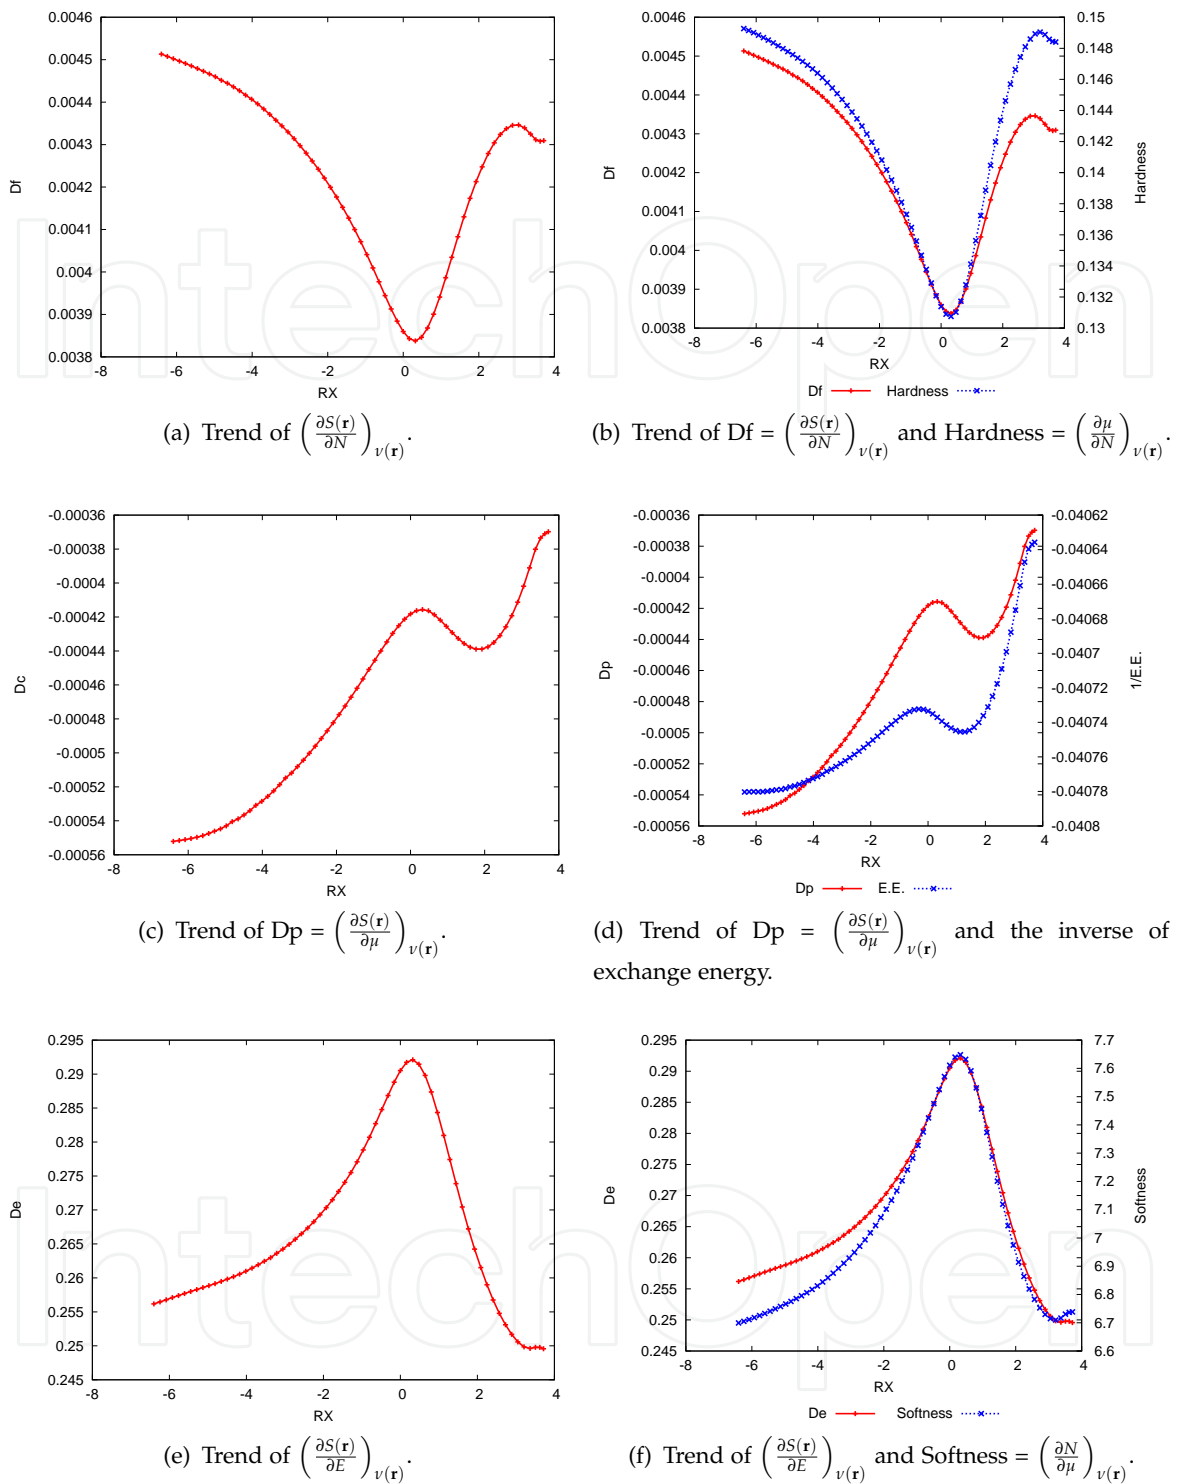 0.0046
0.0045
0.0044
0.0043
0.0042
0.0041
0.004
0.0039
0.0038
Df
-8 -6 -4 -2 0 2 4
RX
(a) Trend of (∂S(r)/∂N)ν(r).
0.0046
0.0045
0.0044
0.0043
0.0042
0.0041
0.004
0.0039
0.0038
Df
0.15
0.148
0.146
0.144
0.142
0.14
0.138
0.136
0.134
0.132
0.13
Hardness
-8 -6 -4 -2 0 2 4
RX
Df Hardness
(b) Trend of Df = (∂S(r)/∂N)ν(r) and Hardness = (∂μ/∂N)ν(r).
-0.00036
-0.00038
-0.0004
-0.00042
-0.00044
-0.00046
-0.00048
-0.0005
-0.00052
-0.00054
-0.00056
Dc
-8 -6 -4 -2 0 2 4
RX
(c) Trend of Dp = (∂S(r)/∂μ)ν(r).
-0.00036
-0.00038
-0.0004
-0.00042
-0.00044
-0.00046
-0.00048
-0.0005
-0.00052
-0.00054
-0.00056
Dp
-0.04062
-0.04064
-0.04066
-0.04068
-0.0407
-0.04072
-0.04074
-0.04076
-0.04078
-0.0408
1/E.E.
-8 -6 -4 -2 0 2 4
RX
Dp E.E.
(d) Trend of Dp = (∂S(r)/∂μ)ν(r) and the inverse of
exchange energy.
0.295
0.29
0.285
0.28
0.275
0.27
0.265
0.26
0.255
0.25
0.245
De
-8 -6 -4 -2 0 2 4
RX
(e) Trend of (∂S(r)/∂E)ν(r).
0.295
0.29
0.285
0.28
0.275
0.27
0.265
0.26
0.255
0.25
0.245
De
7.7
7.6
7.5
7.4
7.3
7.2
7.1
7
6.9
6.8
6.7
6.6
Softness
-8 -6 -4 -2 0 2 4
RX
De Softness
(f) Trend of (∂S(r)/∂E)ν(r) and Softness = (∂N/∂μ)ν(r).
IntechOpen
IntechOpen